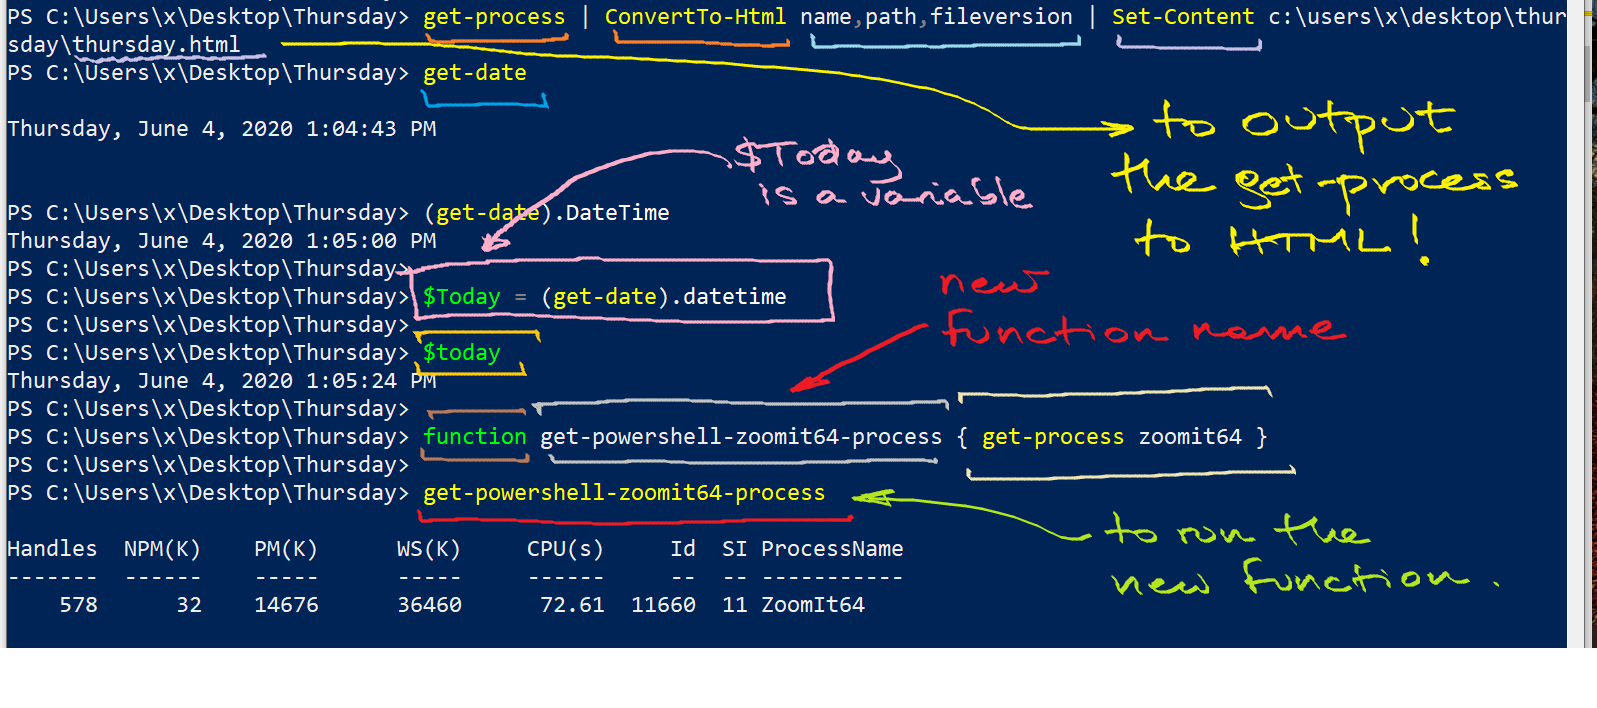 PS C:\Users\x\Desktop\Thursday> get-process | ConvertTo-Html name,path,fileversion | Set-Content c:\users\x\desktop\thur
sday\thursday.html
PS C:\Users\x\Desktop\Thursday> get-date
to output
Thursday, June 4, 2020 1:04:43 PM
$Today
the get-process
is a variable
PS C:\Users\x\Desktop\Thursday> (get-date).DateTime
to HTML!
Thursday, June 4, 2020 1:05:00 PM
PS C:\Users\x\Desktop\Thursday>
new
PS C:\Users\x\Desktop\Thursday> $Today = (get-date).datetime
PS C:\Users\x\Desktop\Thursday>
function name
PS C:\Users\x\Desktop\Thursday> $today
Thursday, June 4, 2020 1:05:24 PM
PS C:\Users\x\Desktop\Thursday>
PS C:\Users\x\Desktop\Thursday> function get-powershell-zoomit64-process { get-process zoomit64 }
PS C:\Users\x\Desktop\Thursday>
PS C:\Users\x\Desktop\Thursday> get-powershell-zoomit64-process
to run the
new function.
Handles  NPM(K)    PM(K)      WS(K)     CPU(s)     Id  SI ProcessName
-------  ------    -----      -----     ------     --  -- -----------
    578      32    14676      36460      72.61  11660  11 ZoomIt64